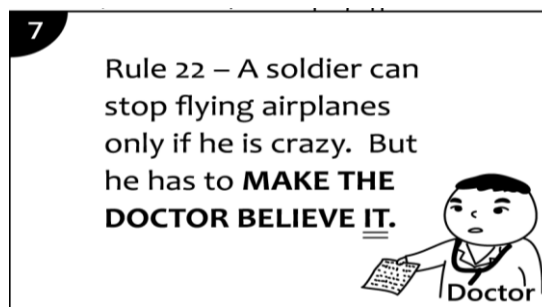 7
Rule 22 – A soldier can
stop flying airplanes
only if he is crazy.  But
he has to MAKE THE
DOCTOR BELIEVE IT.
Doctor